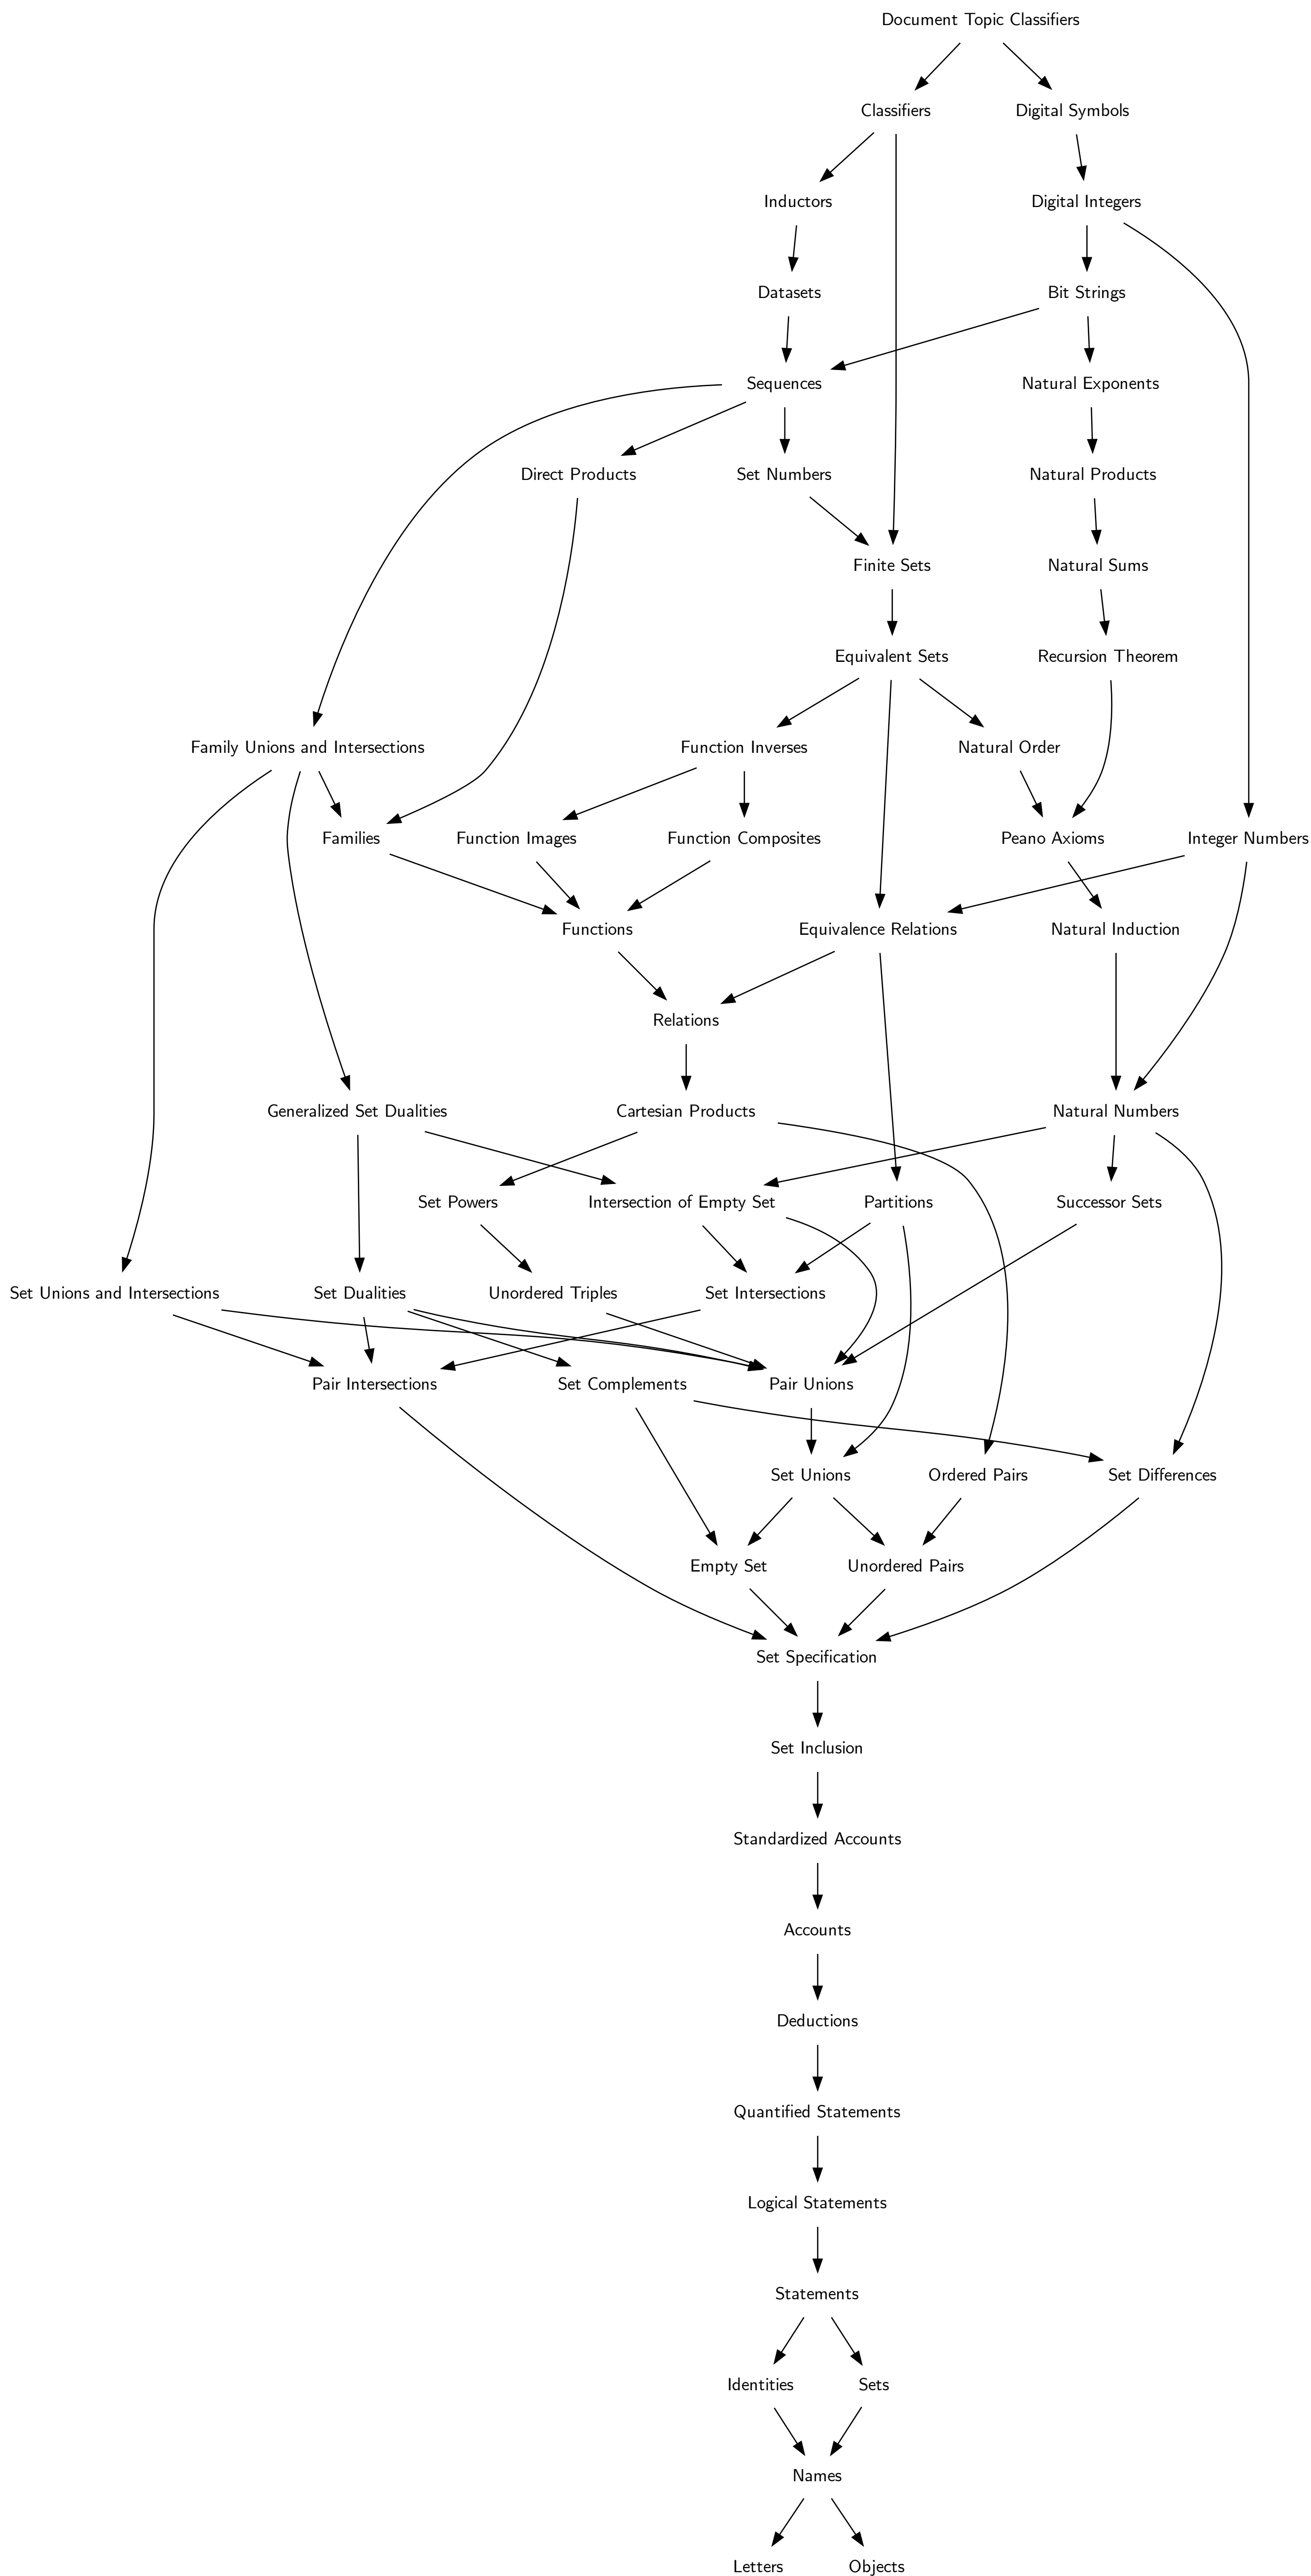 Document Topic Classifiers
Classifiers
Digital Symbols
Inductors
Digital Integers
Datasets
Bit Strings
Sequences
Natural Exponents
Direct Products
Set Numbers
Natural Products
Finite Sets
Natural Sums
Equivalent Sets
Recursion Theorem
Family Unions and Intersections
Function Inverses
Natural Order
Families
Function Images
Function Composites
Peano Axioms
Integer Numbers
Functions
Equivalence Relations
Natural Induction
Relations
Generalized Set Dualities
Cartesian Products
Natural Numbers
Set Powers
Intersection of Empty Set
Partitions
Successor Sets
Set Unions and Intersections
Set Dualities
Unordered Triples
Set Intersections
Pair Intersections
Set Complements
Pair Unions
Set Unions
Ordered Pairs
Set Differences
Empty Set
Unordered Pairs
Set Specification
Set Inclusion
Standardized Accounts
Accounts
Deductions
Quantified Statements
Logical Statements
Statements
Identities
Sets
Names
Letters
Objects